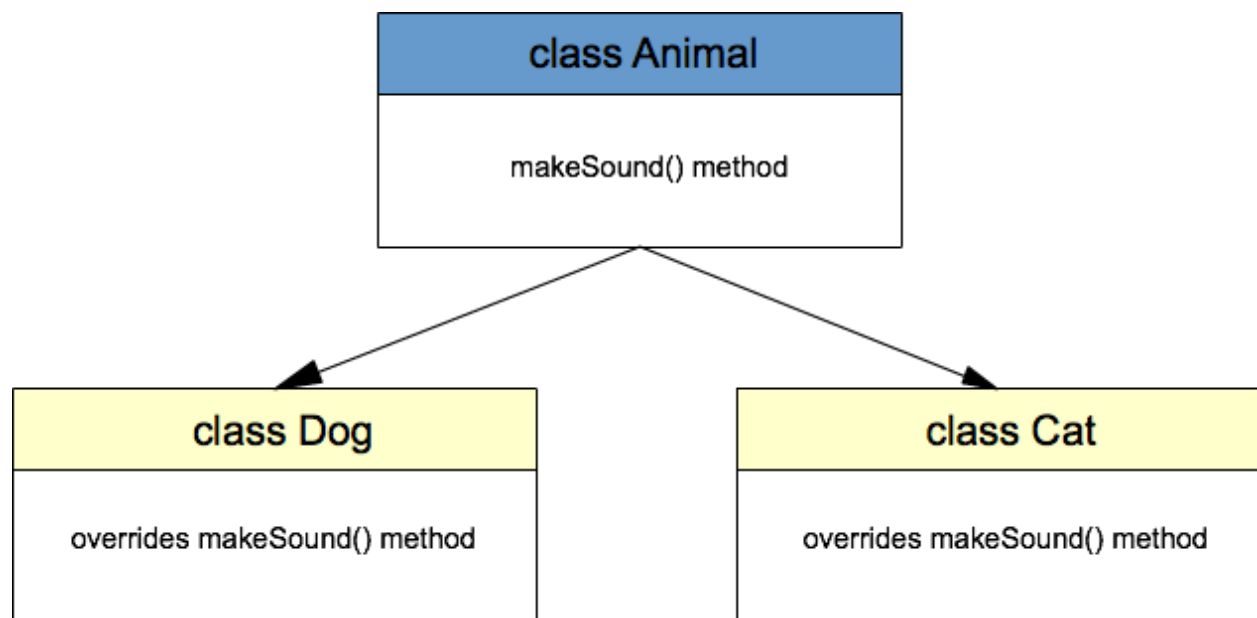 class Animal
makeSound() method
class Dog
overrides makeSound() method
class Cat
overrides makeSound() method